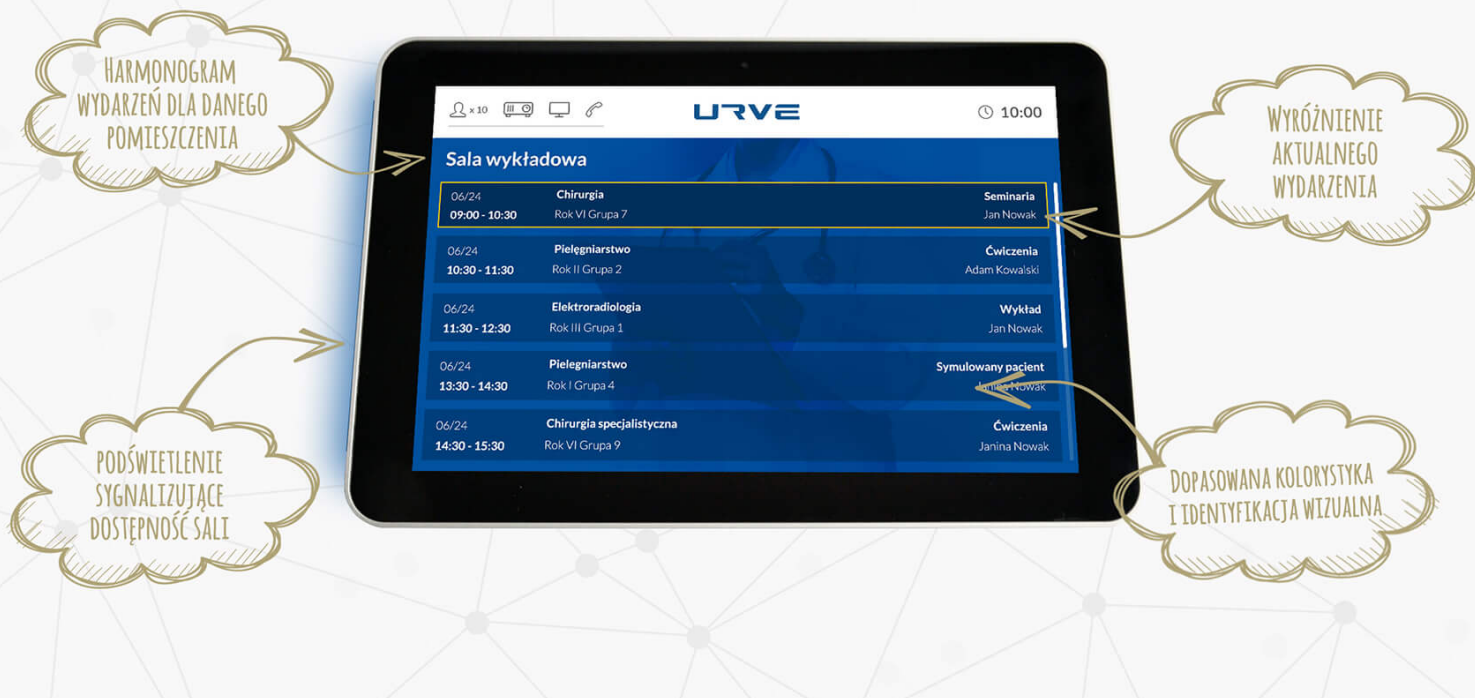 Harmonogram
wydarzeń dla danego
pomieszczenia
Wyróżnienie
aktualnego
wydarzenia
podświetlenie
sygnalizujące
dostępność sali
Dopasowana kolorystyka
i identyfikacja wizualna
x 10
URVE
10:00
Sala wykładowa
06/24 Chirurgia Seminaria
09:00 - 10:30 Rok VI Grupa 7 Jan Nowak
06/24 Pielęgniarstwo Ćwiczenia
10:30 - 11:30 Rok II Grupa 2 Adam Kowalski
06/24 Elektroradiologia Wykład
11:30 - 12:30 Rok III Grupa 1 Jan Nowak
06/24 Pielegniarstwo Symulowany pacient
13:30 - 14:30 Rok I Grupa 4 Nowak
06/24 Chirurgia specjalistyczna Ćwiczenia
14:30 - 15:30 Rok VI Grupa 9 Janina Nowak